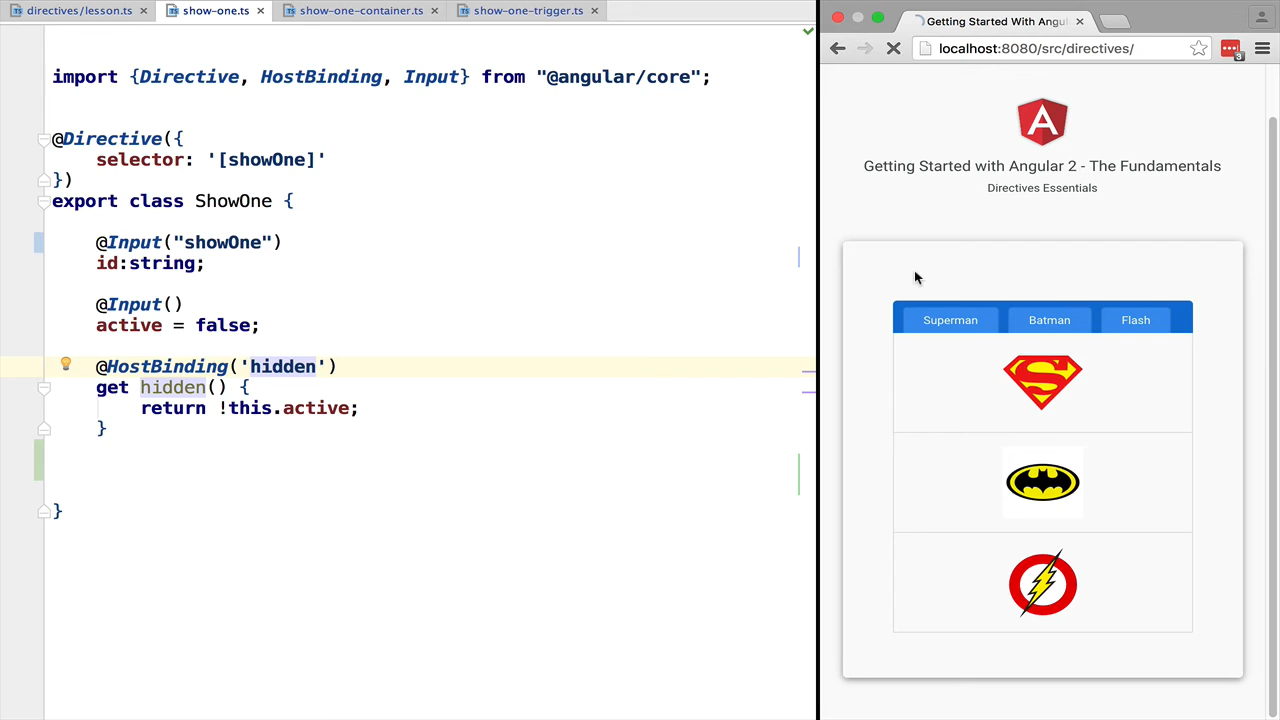 directives/lesson.ts
show-one.ts
show-one-container.ts
show-one-trigger.ts
import {Directive, HostBinding, Input} from "@angular/core";
@Directive({
selector: '[showOne]'
})
export class ShowOne {
@Input("showOne")
id:string;
@Input()
active = false;
@HostBinding('hidden')
get hidden() {
return !this.active;
}
}
Getting Started With Angul
localhost:8080/src/directives/
3
Getting Started with Angular 2 - The Fundamentals
Directives Essentials
Superman
Batman
Flash